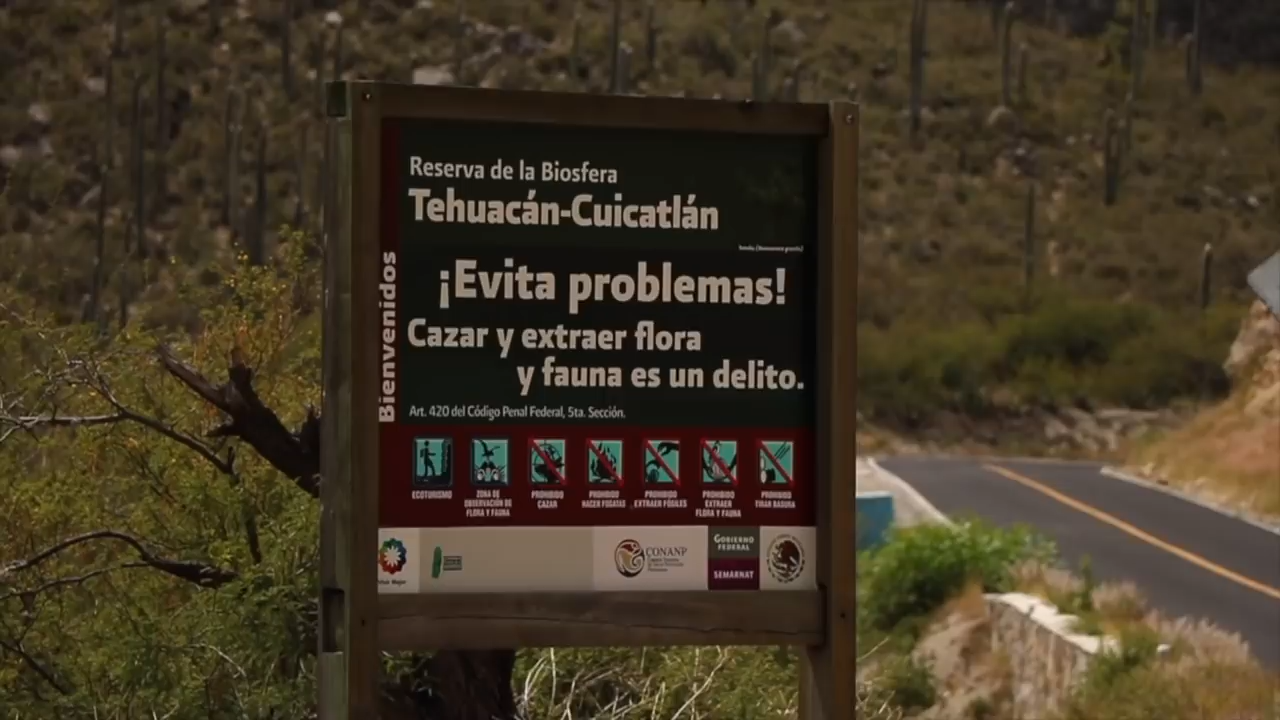 Reserva de la Biosfera
Tehuacán-Cuicatlán
Bienvenidos
¡Evita problemas!
Cazar y extraer flora
y fauna es un delito.
Art. 420 del Código Penal Federal, 5ta. Sección.
ECOTURISMO
ZONA DE
OBSERVACIÓN DE
FLORA Y FAUNA
PROHIBIDO
CAZAR
PROHIBIDO
HACER FOGATAS
PROHIBIDO
EXTRAER FÓSILES
PROHIBIDO
EXTRAER
FLORA Y FAUNA
PROHIBIDO
TIRAR BASURA
CONANP
GOBIERNO
FEDERAL
SEMARNAT